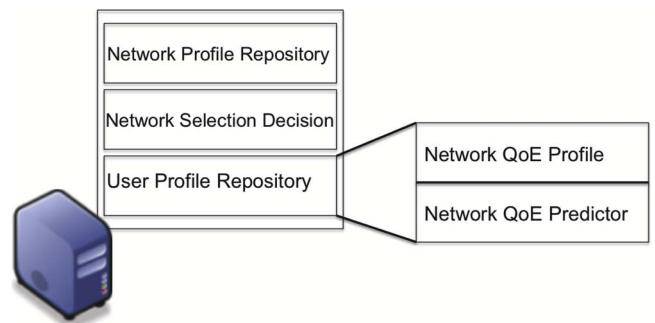 Network Profile Repository
Network Selection Decision
User Profile Repository
Network QoE Profile
Network QoE Predictor